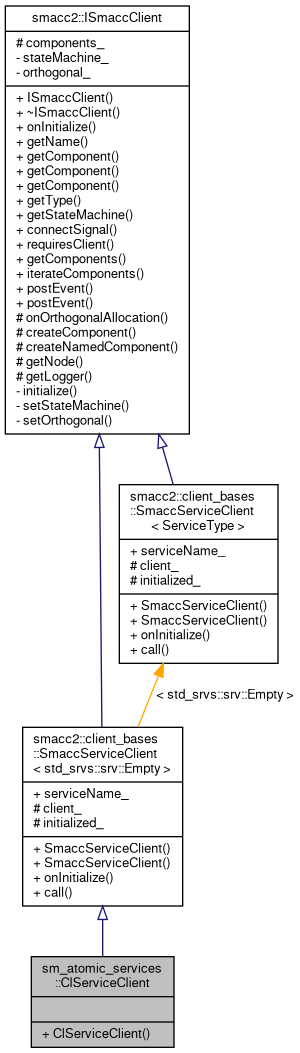 smacc2::ISmaccClient
# components_
- stateMachine_
- orthogonal_
+ ISmaccClient()
+ ~ISmaccClient()
+ onInitialize()
+ getName()
+ getComponent()
+ getComponent()
+ getComponent()
+ getType()
+ getStateMachine()
+ connectSignal()
+ requiresClient()
+ getComponents()
+ iterateComponents()
+ postEvent()
+ postEvent()
# onOrthogonalAllocation()
# createComponent()
# createNamedComponent()
# getNode()
# getLogger()
- initialize()
- setStateMachine()
- setOrthogonal()
smacc2::client_bases
::SmaccServiceClient
< ServiceType >
+ serviceName_
# client_
# initialized_
+ SmaccServiceClient()
+ SmaccServiceClient()
+ onInitialize()
+ call()
< std_srvs::srv::Empty >
smacc2::client_bases
::SmaccServiceClient
< std_srvs::srv::Empty >
+ serviceName_
# client_
# initialized_
+ SmaccServiceClient()
+ SmaccServiceClient()
+ onInitialize()
+ call()
sm_atomic_services
::ClServiceClient
+ ClServiceClient()